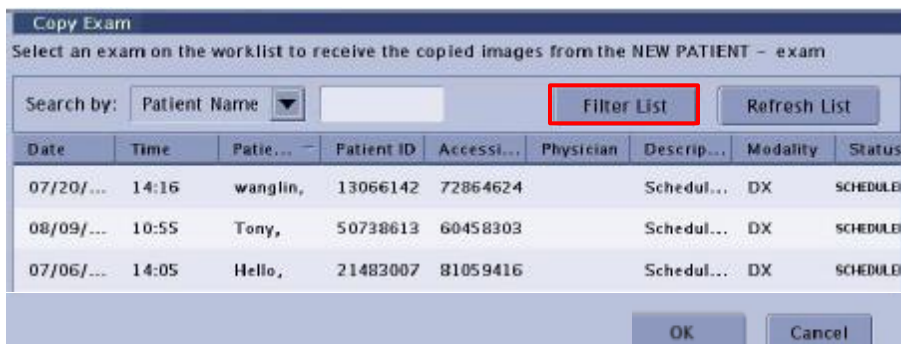 Copy Exam
Select an exam on the worklist to receive the copied images from the NEW PATIENT – exam
Search by: Patient Name Filter List Refresh List
Date Time Patie... Patient ID Accessi... Physician Descrip... Modality Status
07/20/... 14:16 wanglin, 13066142 72864624 Schedul... DX SCHEDULE
08/09/... 10:55 Tony, 50738613 60458303 Schedul... DX SCHEDULE
07/06/... 14:05 Hello, 21483007 81059416 Schedul... DX SCHEDULE
OK Cancel